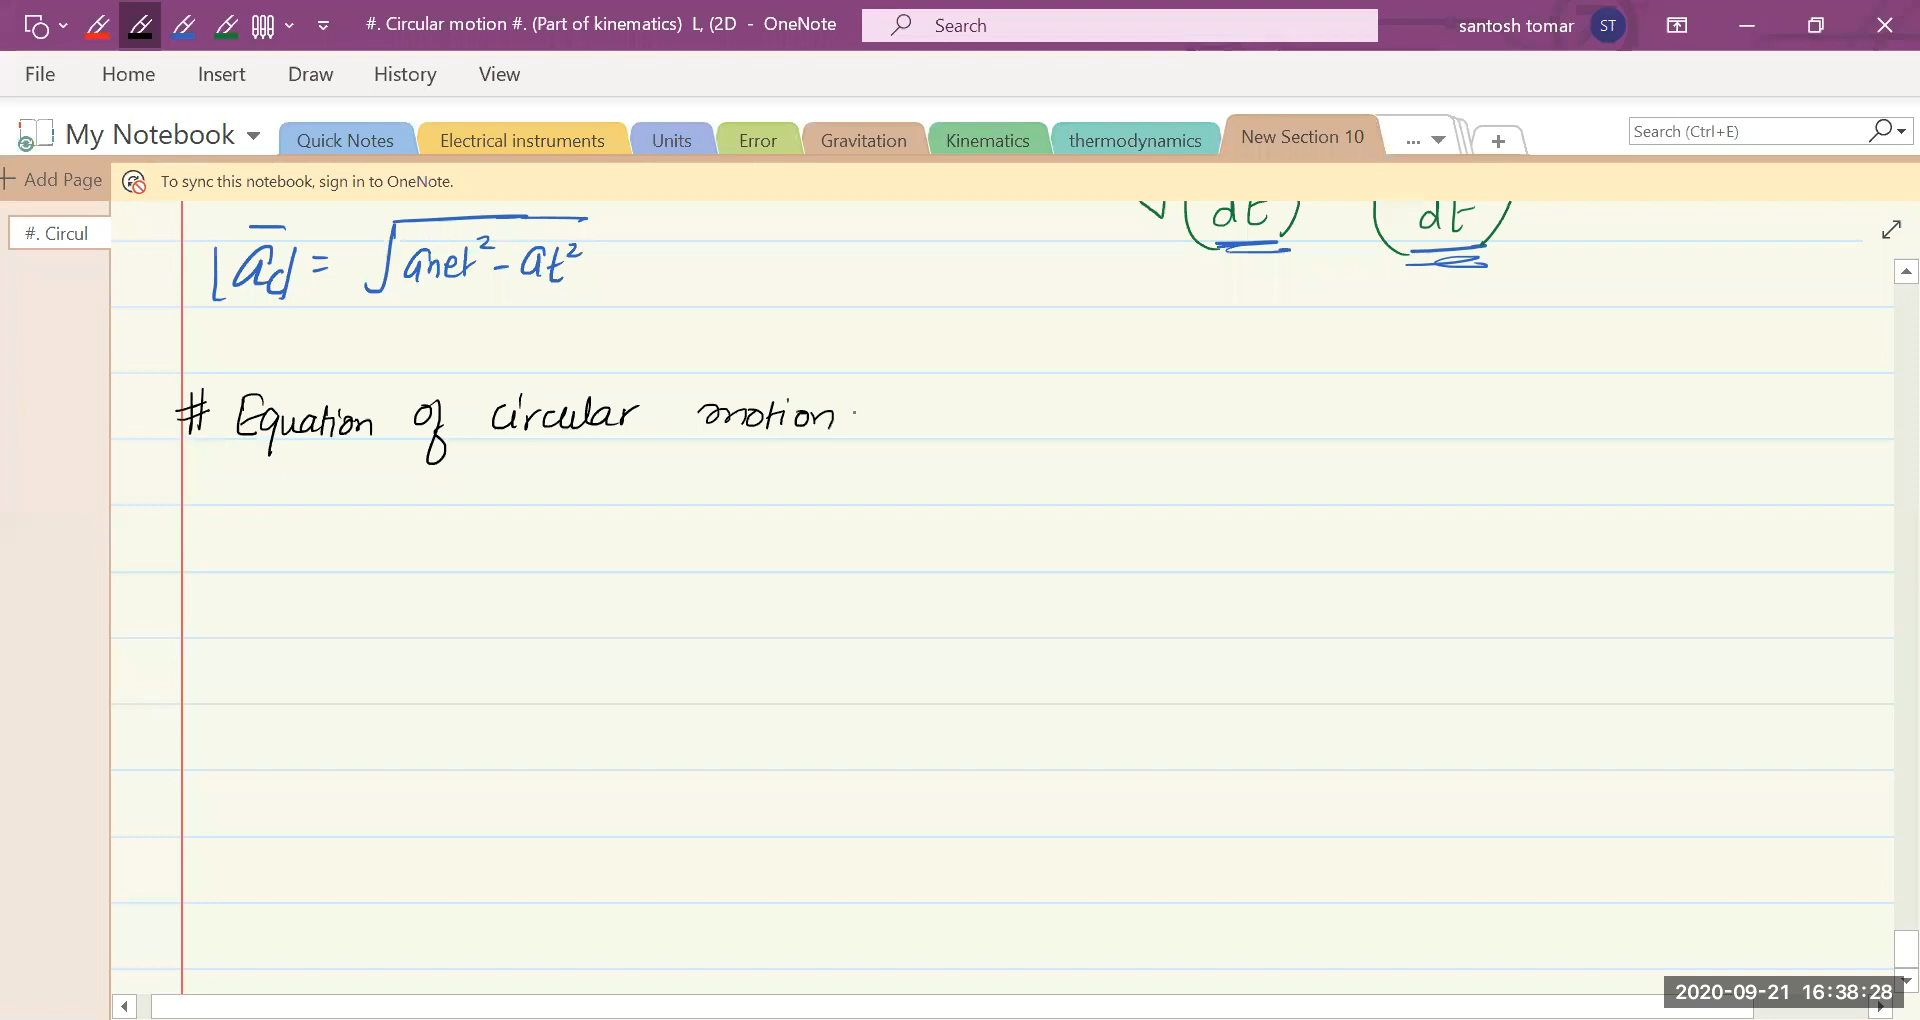 #. Circular motion #. (Part of kinematics) L, (2D - OneNote
Search
santosh tomar ST
File Home Insert Draw History View
My Notebook Quick Notes Electrical instruments Units Error Gravitation Kinematics thermodynamics New Section 10 ... + Search (Ctrl+E)
+ Add Page To sync this notebook, sign in to OneNote.
#. Circul
√ (dt) (dt)
|ac| = √anet² - at²
# Equation of circular motion
2020-09-21 16:38:28